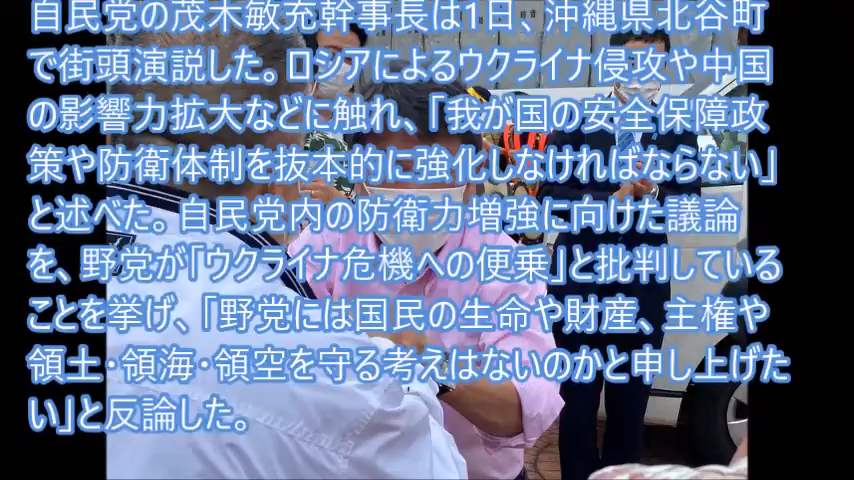 自民党の茂木敏充幹事長は1日、沖縄県北谷町
で街頭演説した。ロシアによるウクライナ侵攻や中国
の影響力拡大などに触れ、「我が国の安全保障政
策や防衛体制を抜本的に強化しなければならない」
と述べた。自民党内の防衛力増強に向けた議論
を、野党が「ウクライナ危機への便乗」と批判している
ことを挙げ、「野党には国民の生命や財産、主権や
領土・領海・領空を守る考えはないのかと申し上げた
い」と反論した。